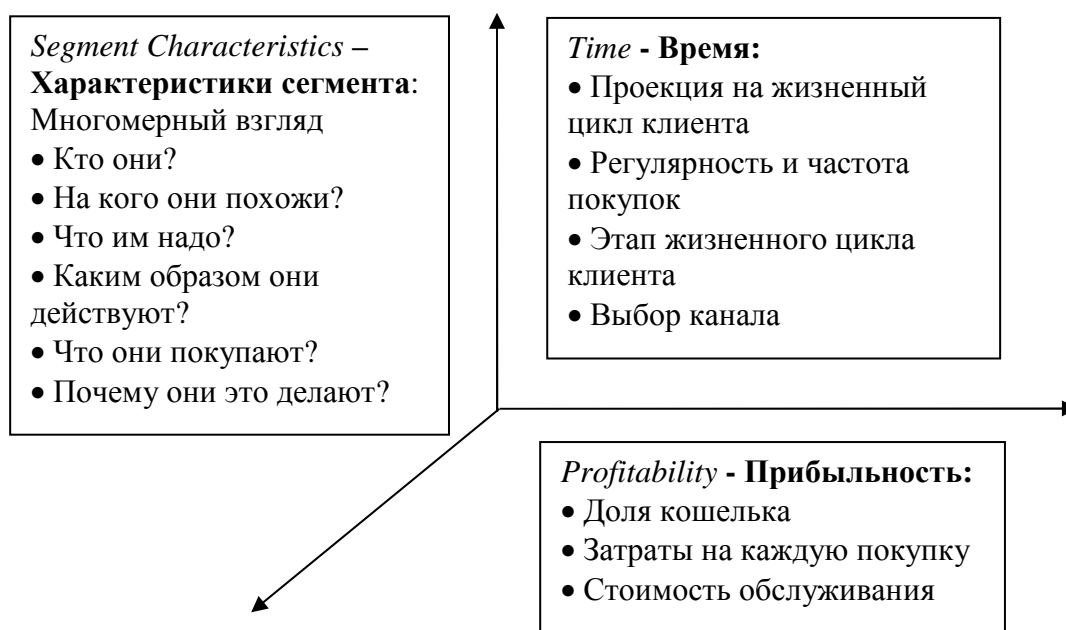 Segment Characteristics –
Характеристики сегмента:
Многомерный взгляд
• Кто они?
• На кого они похожи?
• Что им надо?
• Каким образом они
действуют?
• Что они покупают?
• Почему они это делают?
Time - Время:
• Проекция на жизненный
цикл клиента
• Регулярность и частота
покупок
• Этап жизненного цикла
клиента
• Выбор канала
Profitability - Прибыльность:
• Доля кошелька
• Затраты на каждую покупку
• Стоимость обслуживания